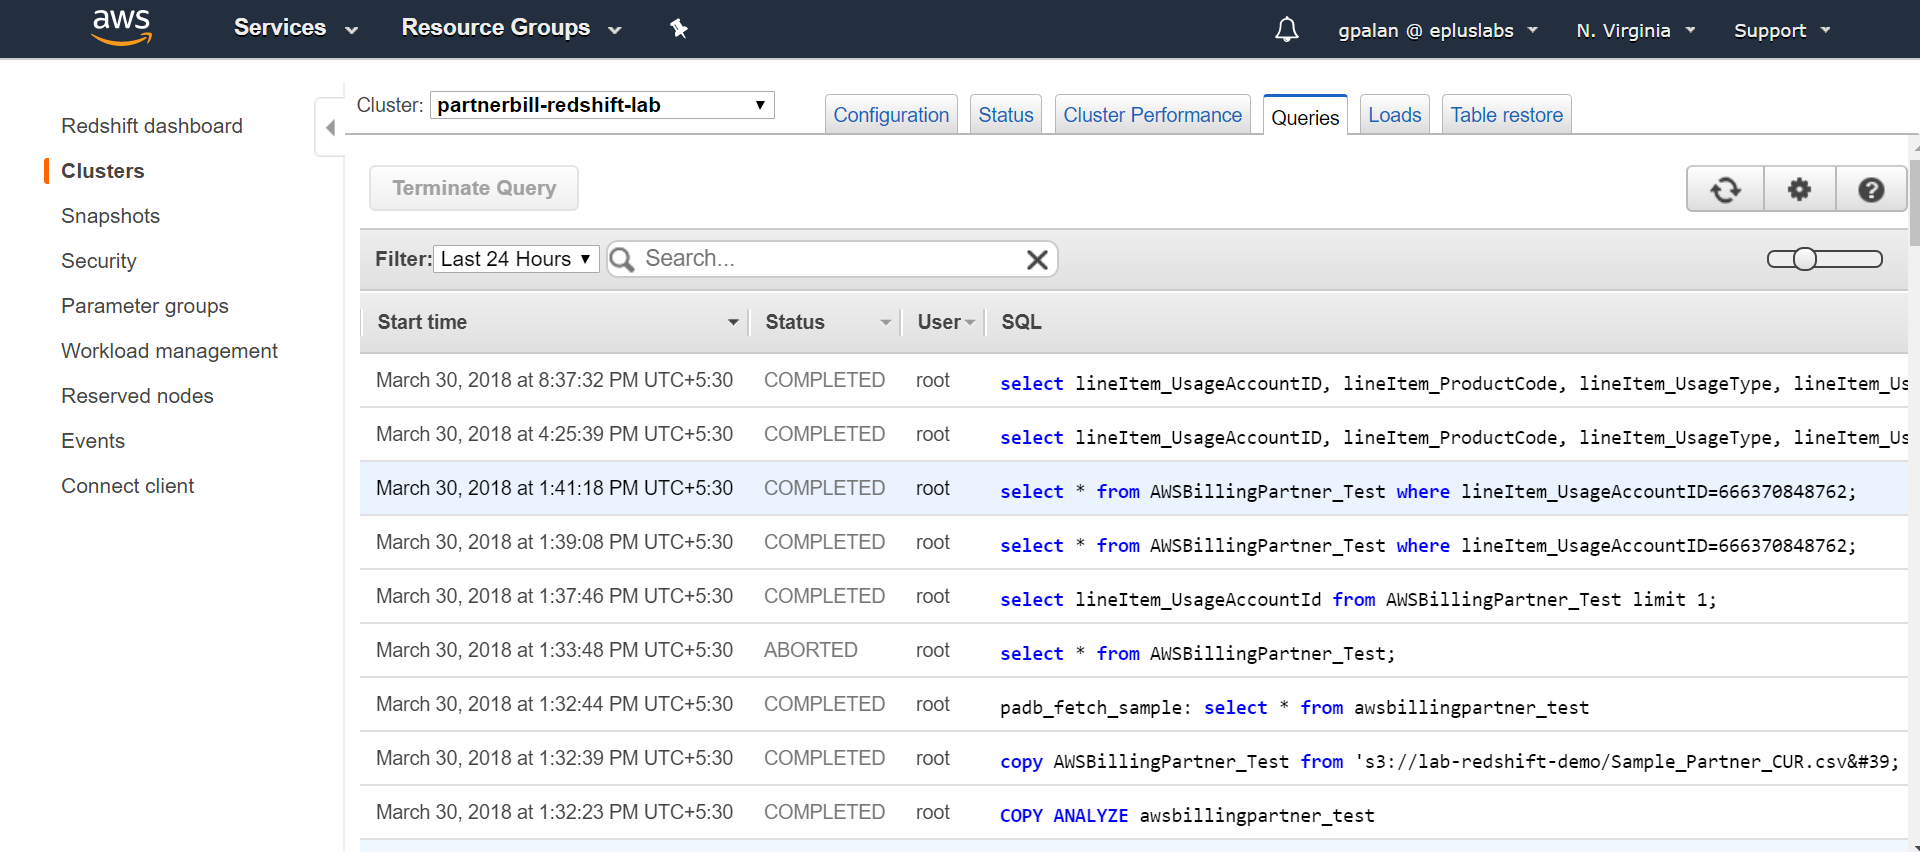 aws Services Resource Groups gpalan @ epluslabs N. Virginia Support
Redshift dashboard
Clusters
Snapshots
Security
Parameter groups
Workload management
Reserved nodes
Events
Connect client
Cluster: partnerbill-redshift-lab Configuration Status Cluster Performance Queries Loads Table restore
Terminate Query
Filter: Last 24 Hours Search...
Start time Status User SQL
March 30, 2018 at 8:37:32 PM UTC+5:30 COMPLETED root select lineItem_UsageAccountID, lineItem_ProductCode, lineItem_UsageType, lineItem_Us
March 30, 2018 at 4:25:39 PM UTC+5:30 COMPLETED root select lineItem_UsageAccountID, lineItem_ProductCode, lineItem_UsageType, lineItem_Us
March 30, 2018 at 1:41:18 PM UTC+5:30 COMPLETED root select * from AWSBillingPartner_Test where lineItem_UsageAccountID=666370848762;
March 30, 2018 at 1:39:08 PM UTC+5:30 COMPLETED root select * from AWSBillingPartner_Test where lineItem_UsageAccountID=666370848762;
March 30, 2018 at 1:37:46 PM UTC+5:30 COMPLETED root select lineItem_UsageAccountId from AWSBillingPartner_Test limit 1;
March 30, 2018 at 1:33:48 PM UTC+5:30 ABORTED root select * from AWSBillingPartner_Test;
March 30, 2018 at 1:32:44 PM UTC+5:30 COMPLETED root padb_fetch_sample: select * from awsbillingpartner_test
March 30, 2018 at 1:32:39 PM UTC+5:30 COMPLETED root copy AWSBillingPartner_Test from 's3://lab-redshift-demo/Sample_Partner_CUR.csv&#39;
March 30, 2018 at 1:32:23 PM UTC+5:30 COMPLETED root COPY ANALYZE awsbillingpartner_test